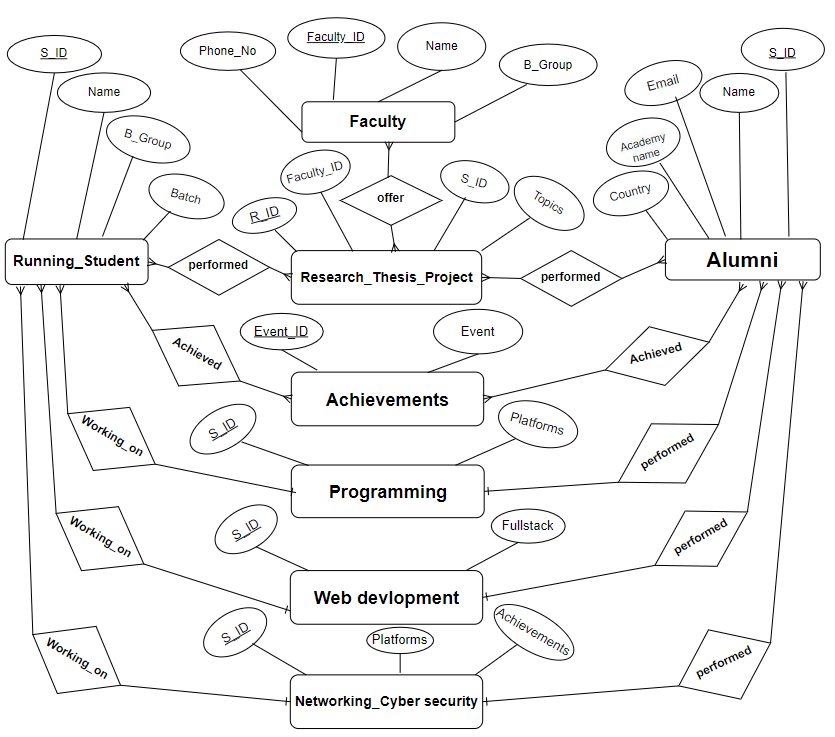 S_ID
Name
B_Group
Batch
Phone_No
Faculty_ID
Name
B_Group
Faculty
S_ID
Name
Email
Academy
name
Country
Faculty_ID
R_ID
S_ID
Topics
offer
Running_Student
performed
Research_Thesis_Project
performed
Alumni
Achieved
Event_ID
Event
Achieved
Achievements
Working_on
S_ID
Platforms
performed
Programming
Working_on
S_ID
Fullstack
performed
Web devlopment
Working_on
S_ID
Platforms
Achievements
performed
Networking_Cyber security